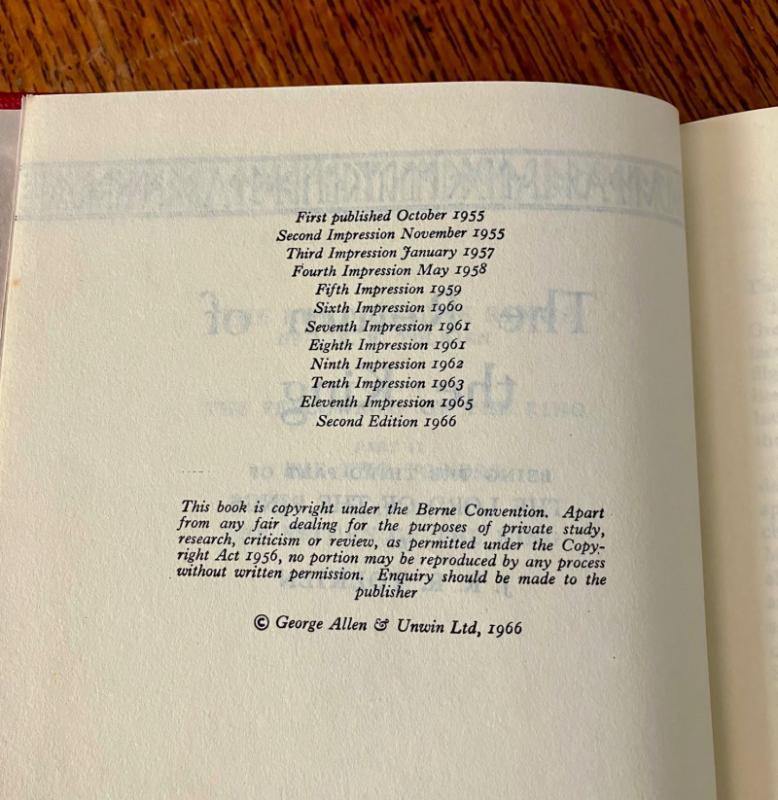 First published October 1955
Second Impression November 1955
Third Impression January 1957
Fourth Impression May 1958
Fifth Impression 1959
Sixth Impression 1960
Seventh Impression 1961
Eighth Impression 1961
Ninth Impression 1962
Tenth Impression 1963
Eleventh Impression 1965
Second Edition 1966
This book is copyright under the Berne Convention. Apart
from any fair dealing for the purposes of private study,
research, criticism or review, as permitted under the Copy-
right Act 1956, no portion may be reproduced by any process
without written permission. Enquiry should be made to the
publisher
© George Allen & Unwin Ltd, 1966